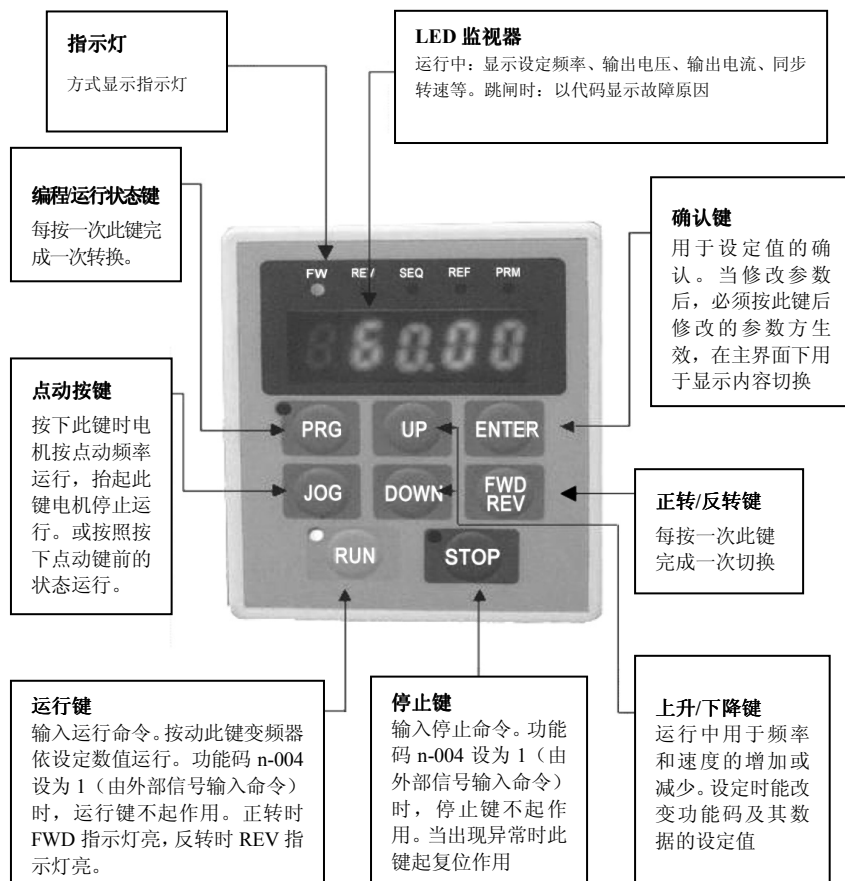 指示灯
方式显示指示灯
LED 监视器
运行中：显示设定频率、输出电压、输出电流、同步
转速等。跳闸时：以代码显示故障原因
编程/运行状态键
每按一次此键完
成一次转换。
确认键
用于设定值的确
认。当修改参数
后，必须按此键后
修改的参数方生
效，在主界面下用
于显示内容切换
FW REV SEQ REF PRM
8 60.00
点动按键
按下此键时电
机按点动频率
运行，抬起此
键电机停止运
行。或按照按
下点动键前的
状态运行。
PRG UP ENTER
JOG DOWN FWD
REV
RUN STOP
正转/反转键
每按一次此键
完成一次切换
运行键
输入运行命令。按动此键变频器
依设定数值运行。功能码 n-004
设为 1（由外部信号输入命令）
时，运行键不起作用。正转时
FWD 指示灯亮，反转时 REV 指
示灯亮。
停止键
输入停止命令。功能
码 n-004 设为 1（由
外部信号输入命令）
时，停止键不起作
用。当出现异常时此
键起复位作用
上升/下降键
运行中用于频率
和速度的增加或
减少。设定时能改
变功能码及其数
据的设定值